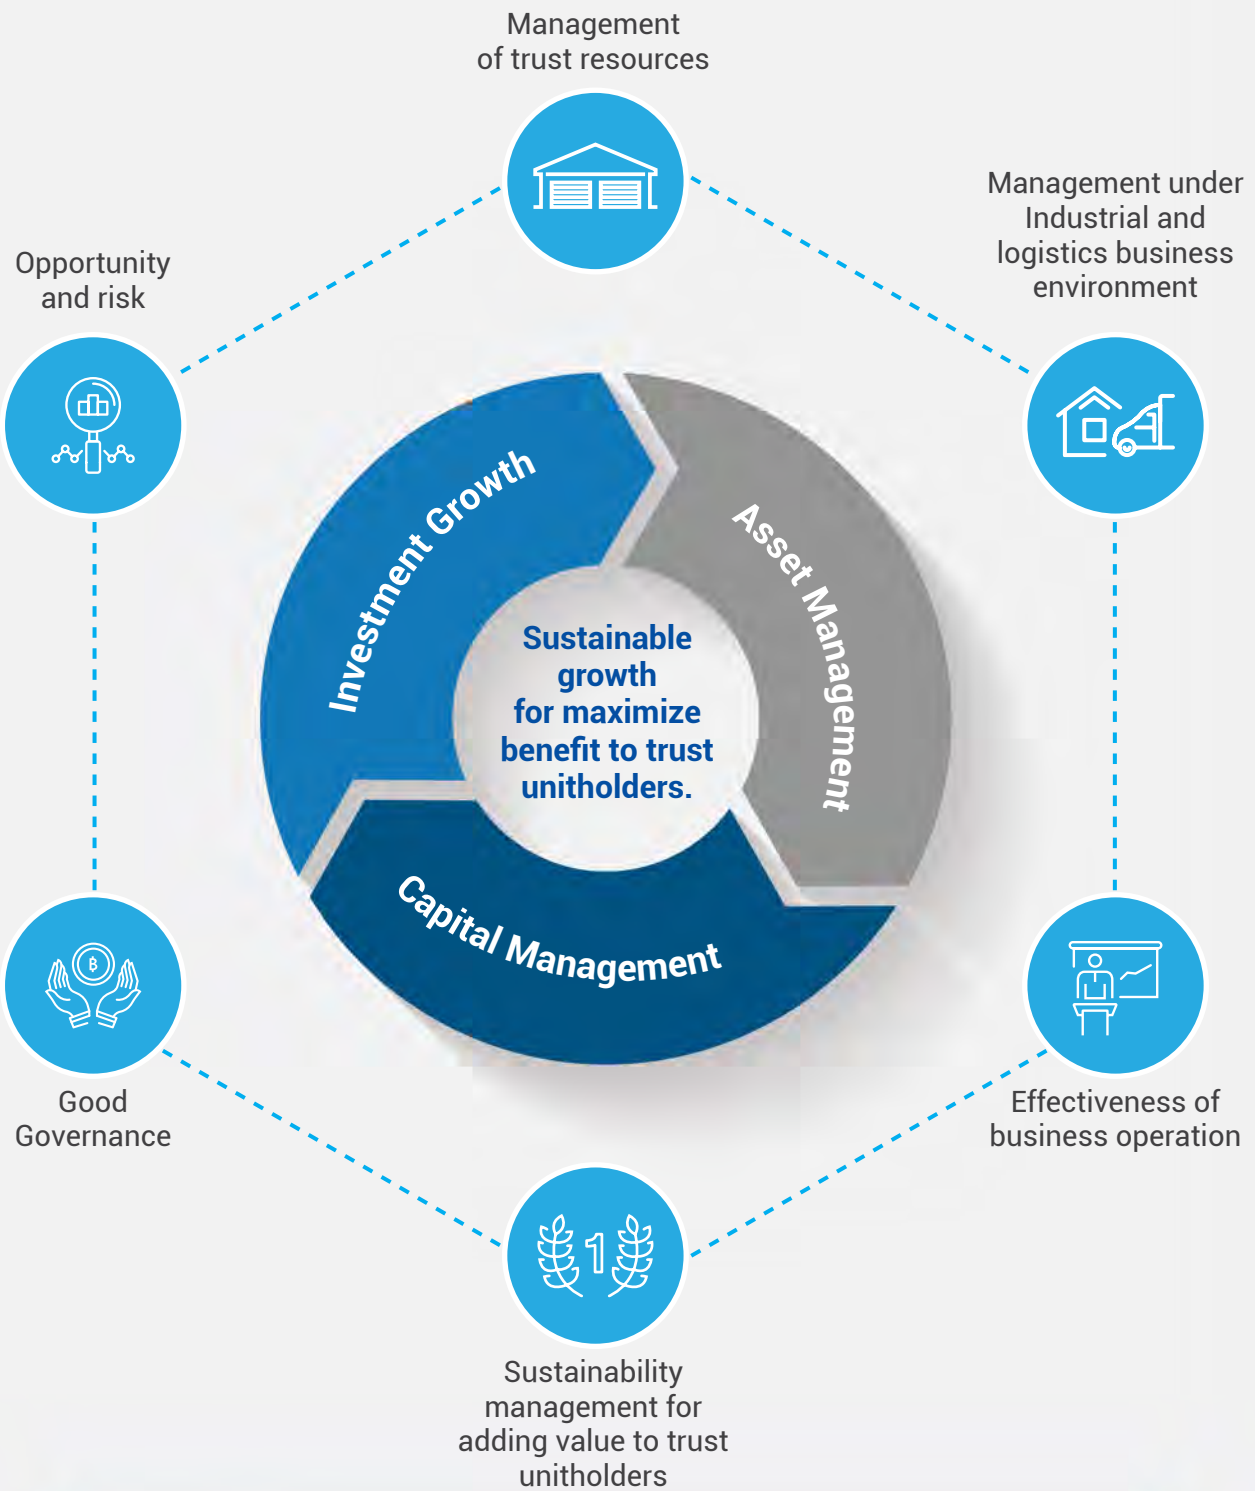 Management
of trust resources
Management under
Industrial and
logistics business
environment
Opportunity
and risk
Investment Growth
Asset Management
Sustainable
growth
for maximize
benefit to trust
unitholders.
Capital Management
฿
Good
Governance
Effectiveness of
business operation
1
Sustainability
management for
adding value to trust
unitholders